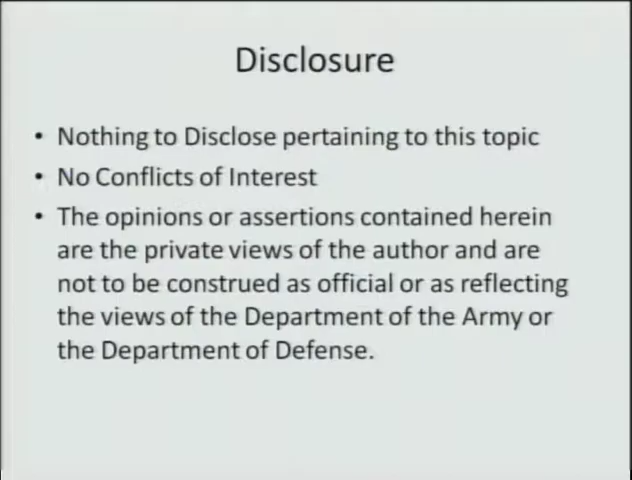 Disclosure
• Nothing to Disclose pertaining to this topic
• No Conflicts of Interest
• The opinions or assertions contained herein
are the private views of the author and are
not to be construed as official or as reflecting
the views of the Department of the Army or
the Department of Defense.